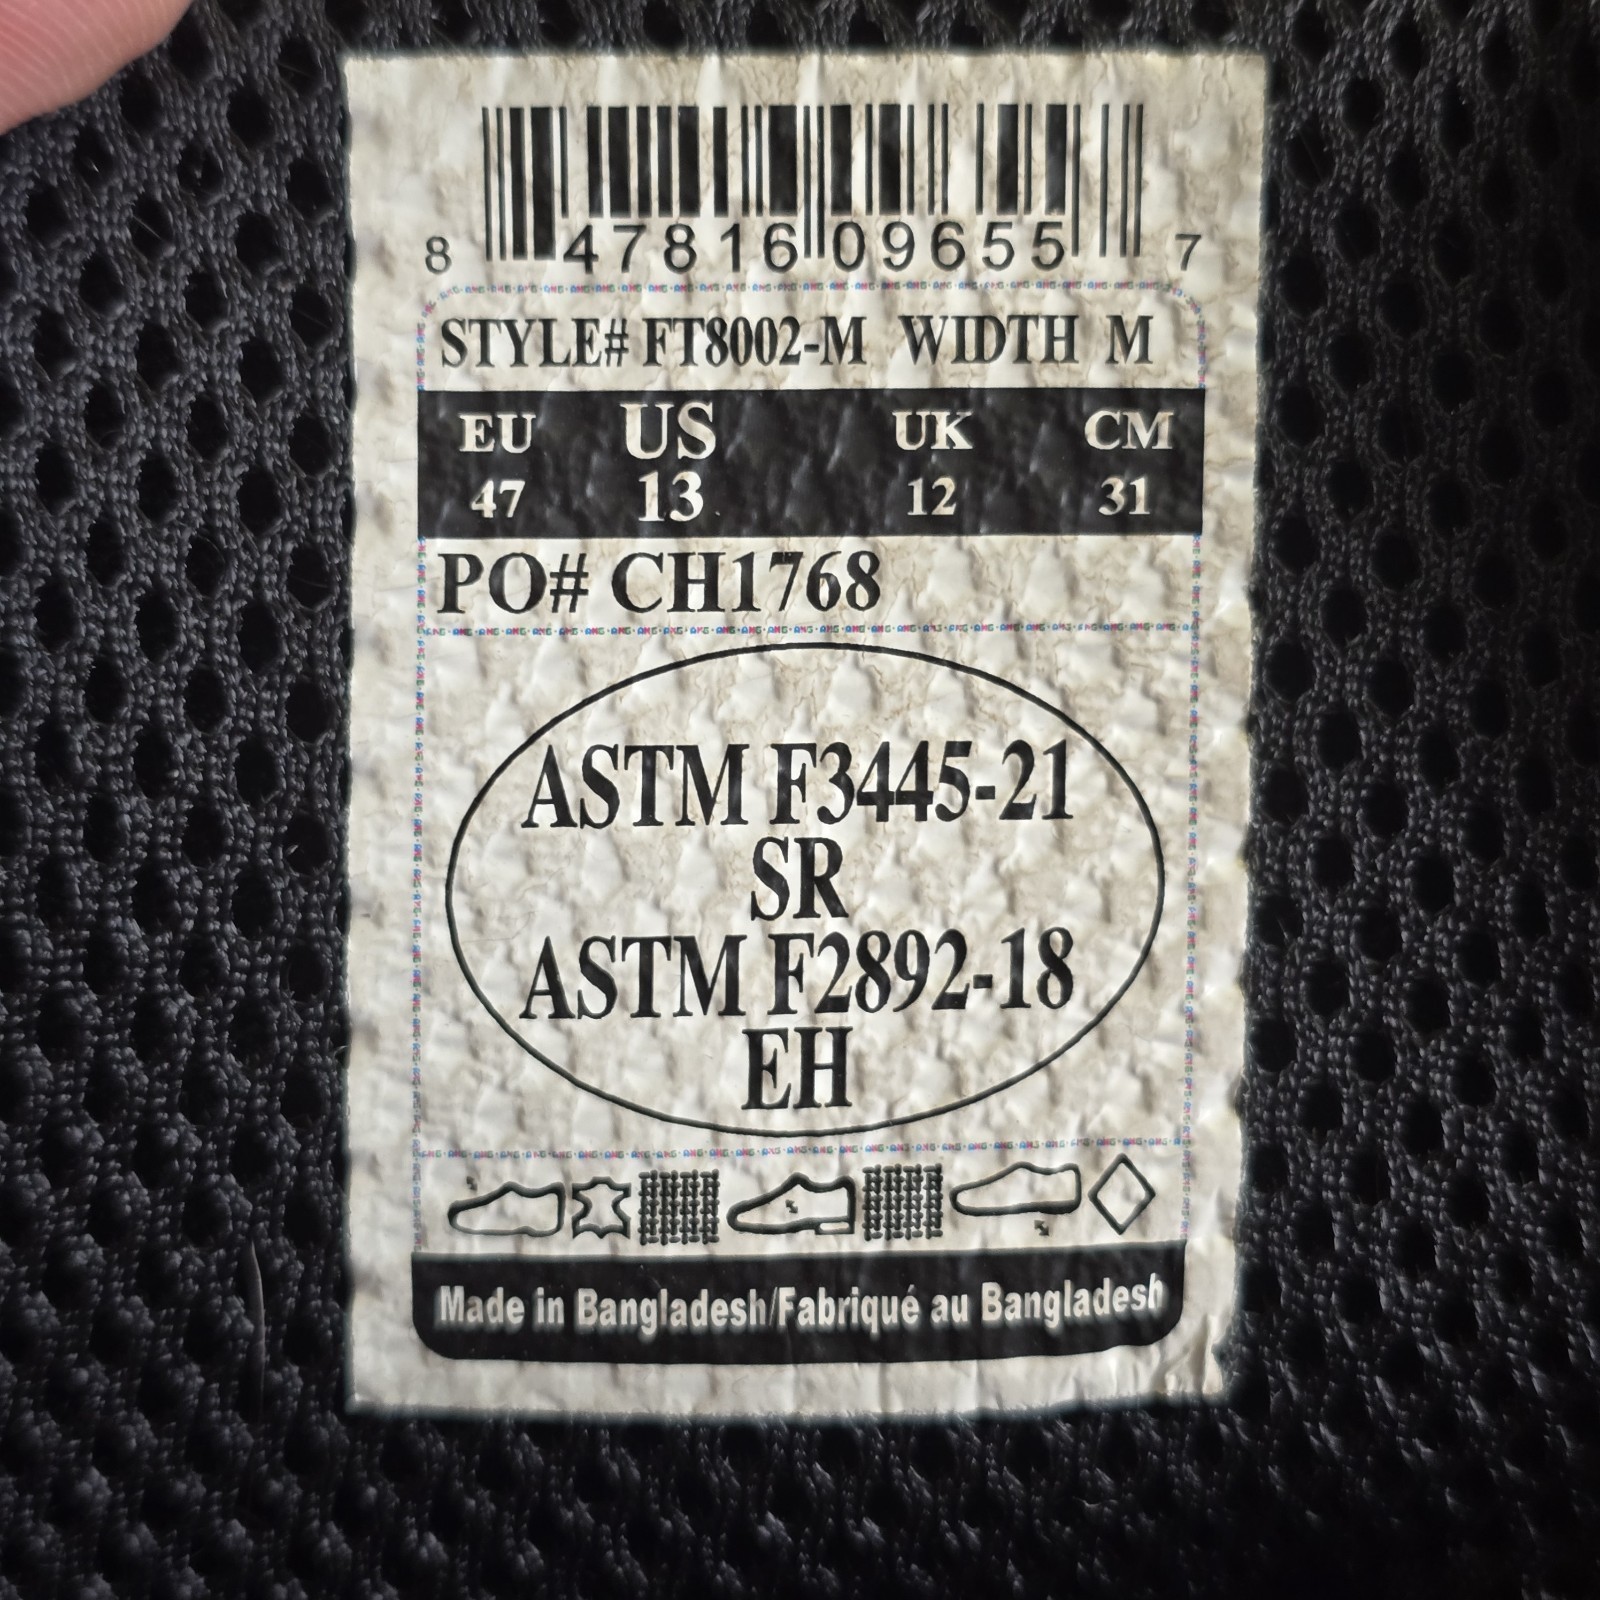 8 47816 09655 7
STYLE# FT8002-M WIDTH M
EU US UK CM
47 13 12 31
PO# CH1768
ASTM F3445-21
SR
ASTM F2892-18
EH
Made in Bangladesh/Fabriqué au Bangladesh